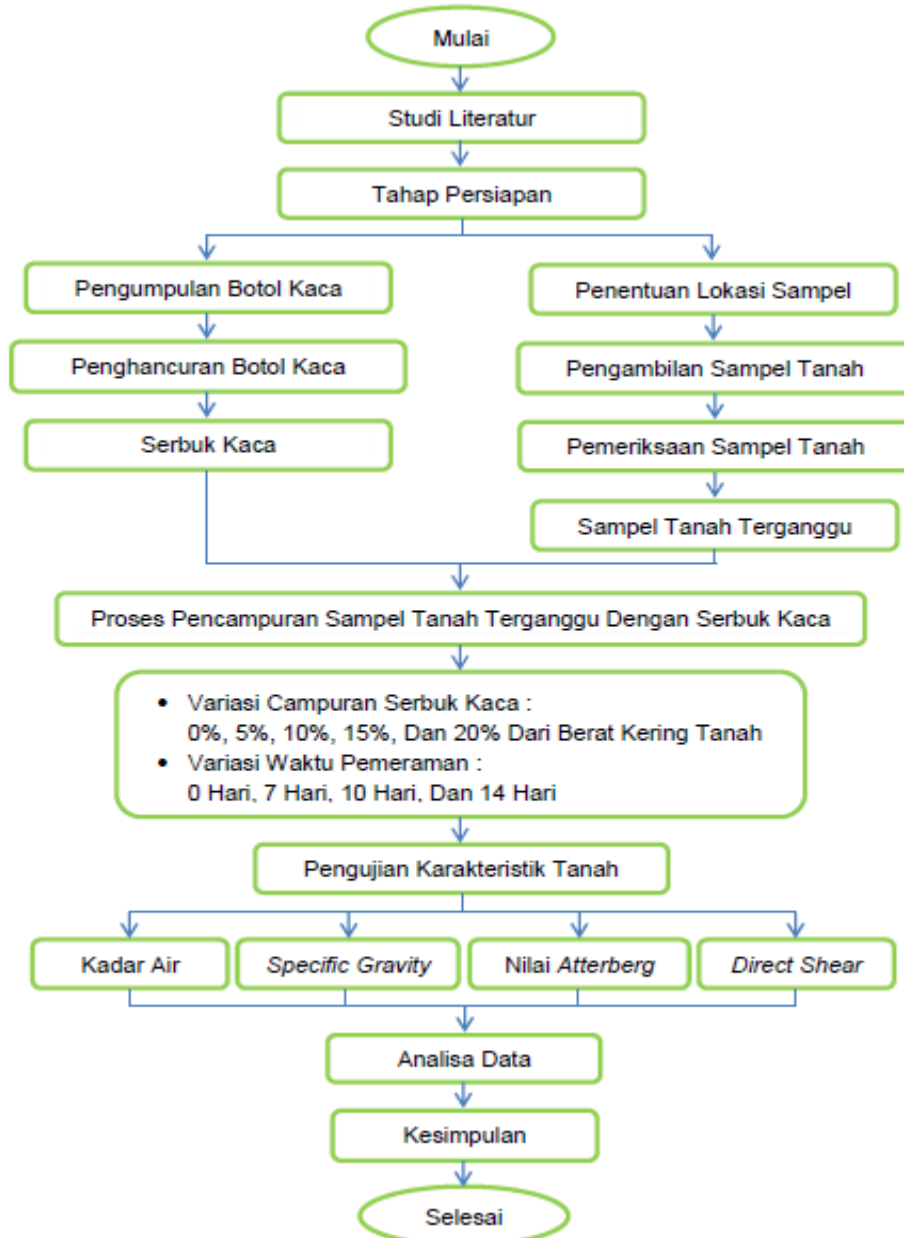 Mulai
Studi Literatur
Tahap Persiapan
Pengumpulan Botol Kaca
Penghancuran Botol Kaca
Serbuk Kaca
Penentuan Lokasi Sampel
Pengambilan Sampel Tanah
Pemeriksaan Sampel Tanah
Sampel Tanah Terganggu
Proses Pencampuran Sampel Tanah Terganggu Dengan Serbuk Kaca
• Variasi Campuran Serbuk Kaca :
0%, 5%, 10%, 15%, Dan 20% Dari Berat Kering Tanah
• Variasi Waktu Pemeraman :
0 Hari, 7 Hari, 10 Hari, Dan 14 Hari
Pengujian Karakteristik Tanah
Kadar Air
Specific Gravity
Nilai Atterberg
Direct Shear
Analisa Data
Kesimpulan
Selesai